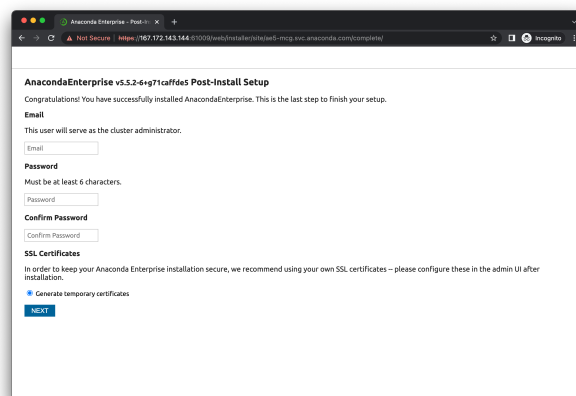 Anaconda Enterprise – Post-In
Not Secure | https://167.172.143.144:61009/web/installer/site/ae5-mcg.svc.anaconda.com/complete/
Incognito
AnacondaEnterprise v5.5.2-6+g71caffde5 Post-Install Setup
Congratulations! You have successfully installed AnacondaEnterprise. This is the last step to finish your setup.
Email
This user will serve as the cluster administrator.
Email
Password
Must be at least 6 characters.
Password
Confirm Password
Confirm Password
SSL Certificates
In order to keep your Anaconda Enterprise installation secure, we recommend using your own SSL certificates – please configure these in the admin UI after
installation.
Generate temporary certificates
NEXT